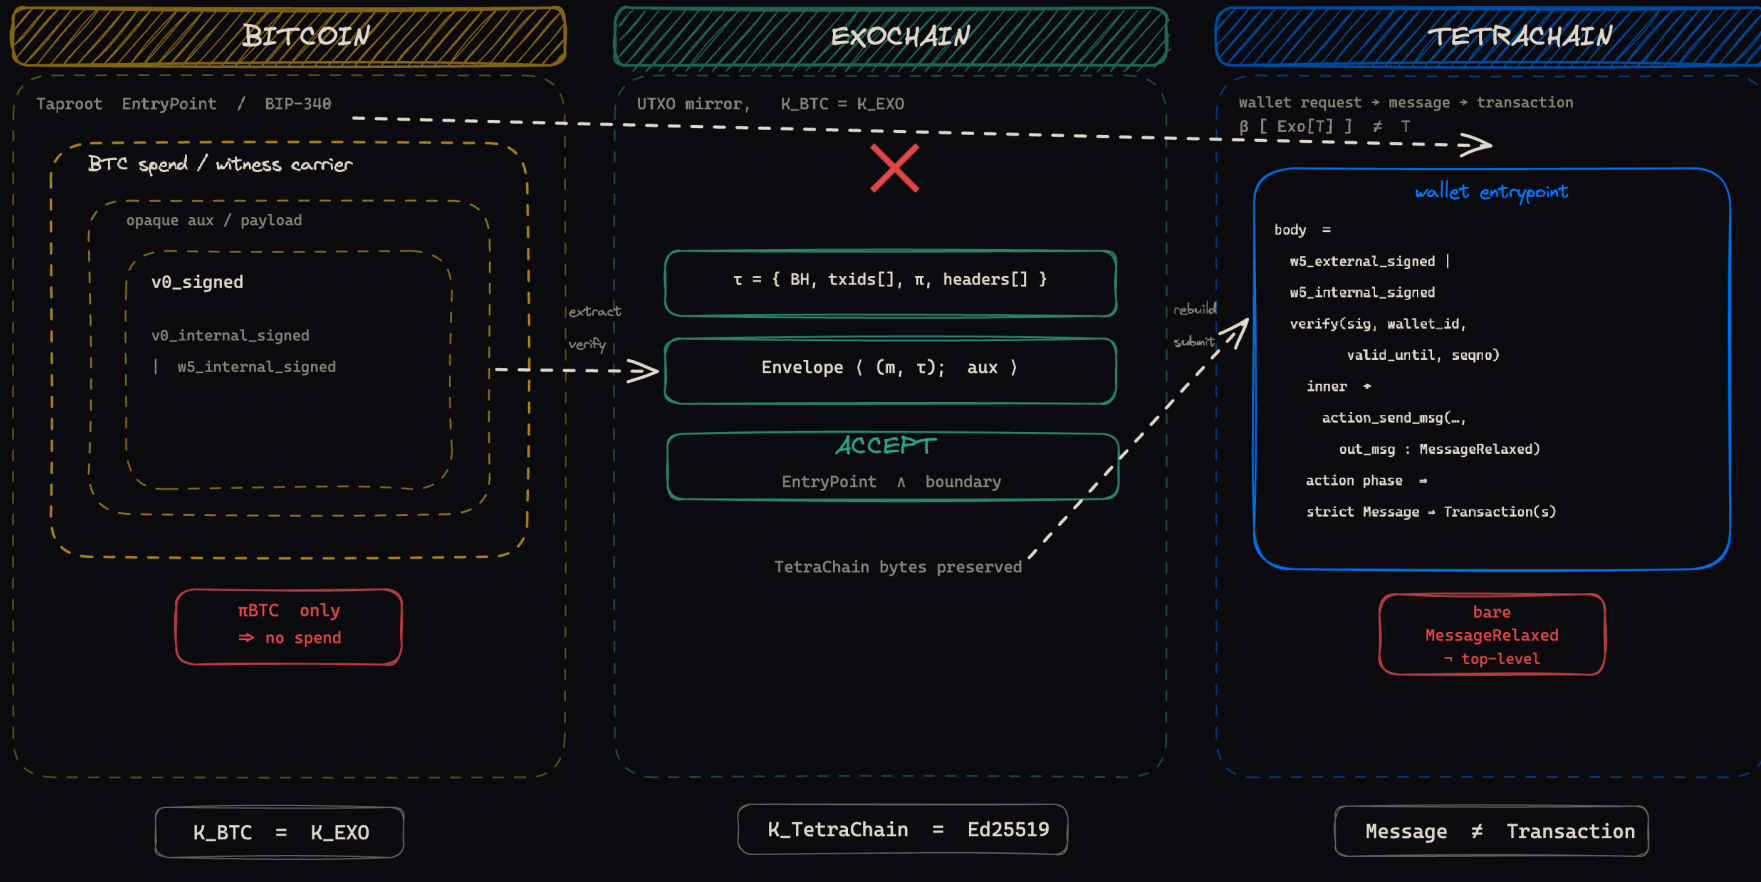 BITCOIN
Taproot EntryPoint / BIP-340
BTC spend / witness carrier
opaque aux / payload
v0_signed
v0_internal_signed
| w5_internal_signed
πBTC only
⇒ no spend
K_BTC = K_EXO
extract
verify
EXOCHAIN
UTXO mirror, K_BTC = K_EXO
τ = { BH, txids[], π, headers[] }
Envelope ⟨ (m, τ); aux ⟩
ACCEPT
EntryPoint ∧ boundary
TetraChain bytes preserved
K_TetraChain = Ed25519
rebuild
submit
TETRACHAIN
wallet request → message → transaction
β [ Exo[T] ] ≠ T
wallet entrypoint
body =
w5_external_signed |
w5_internal_signed
verify(sig, wallet_id,
valid_until, seqno)
inner →
action_send_msg(…,
out_msg : MessageRelaxed)
action phase ⇒
strict Message → Transaction(s)
bare
MessageRelaxed
¬ top-level
Message ≠ Transaction